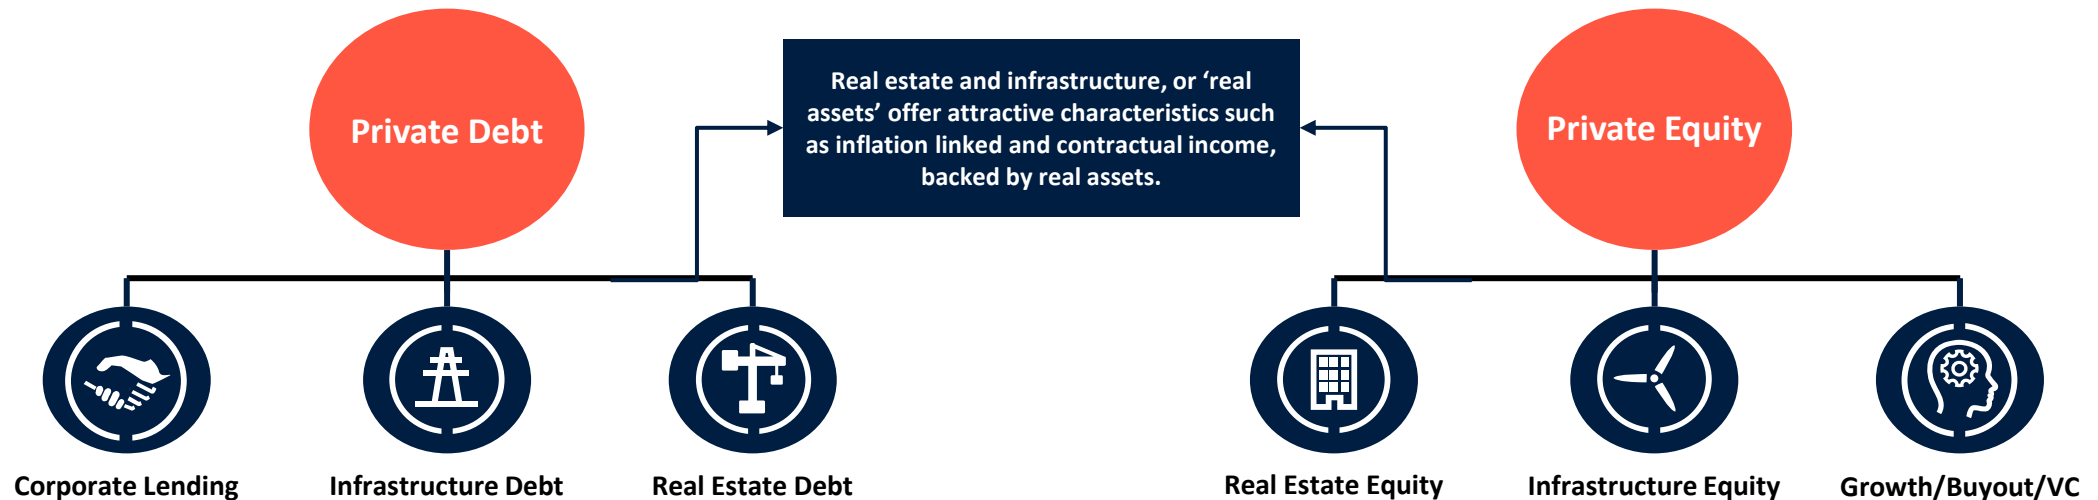 Private Debt
Real estate and infrastructure, or ‘real
assets’ offer attractive characteristics such
as inflation linked and contractual income,
backed by real assets.
Private Equity
Corporate Lending
Infrastructure Debt
Real Estate Debt
Real Estate Equity
Infrastructure Equity
Growth/Buyout/VC